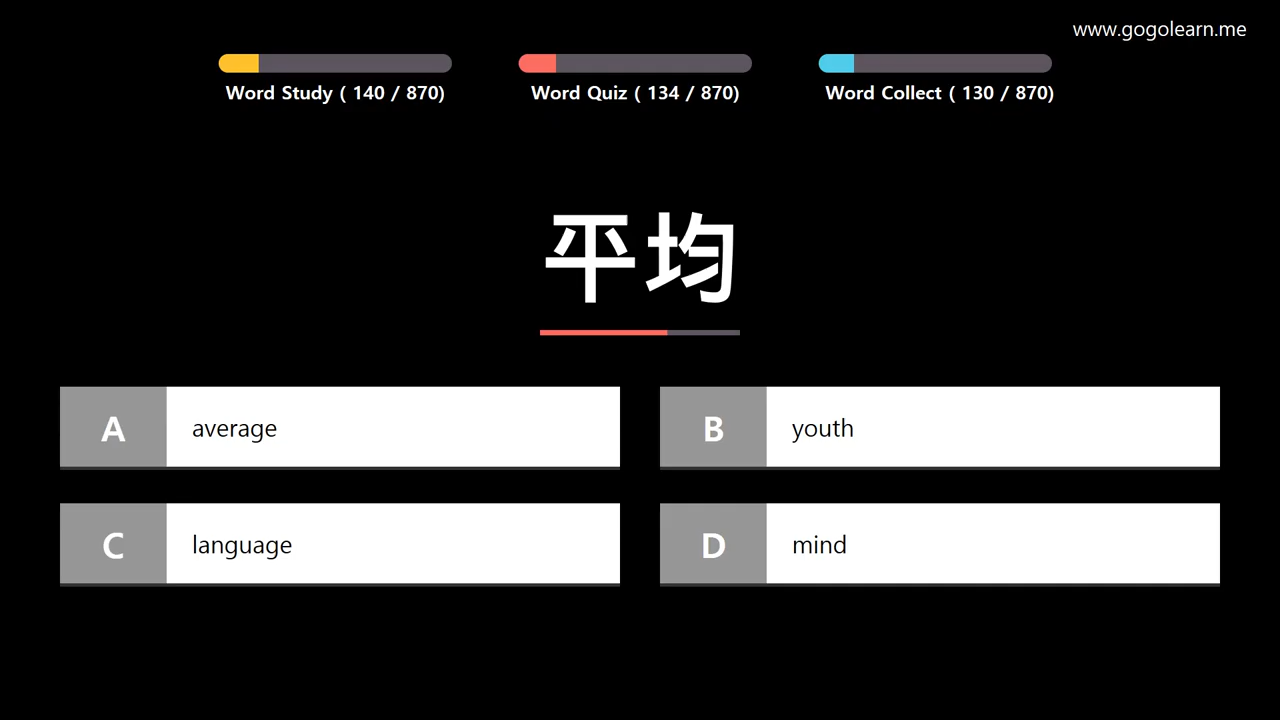 www.gogolearn.me
Word Study ( 140 / 870)
Word Quiz ( 134 / 870)
Word Collect ( 130 / 870)
平均
A average
B youth
C language
D mind